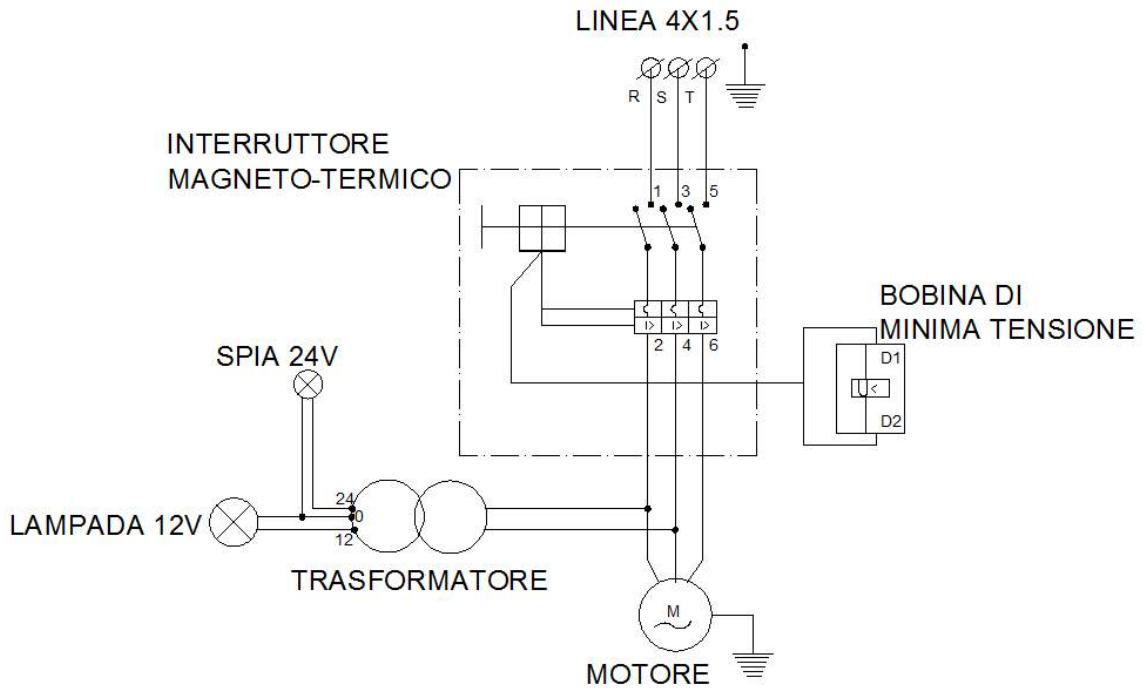 LINEA 4X1.5
R S T
INTERRUTTORE
MAGNETO-TERMICO
1 3 5
I> I> I>
2 4 6
BOBINA DI
MINIMA TENSIONE
D1
U<
D2
SPIA 24V
24
0
12
LAMPADA 12V
TRASFORMATORE
M
MOTORE